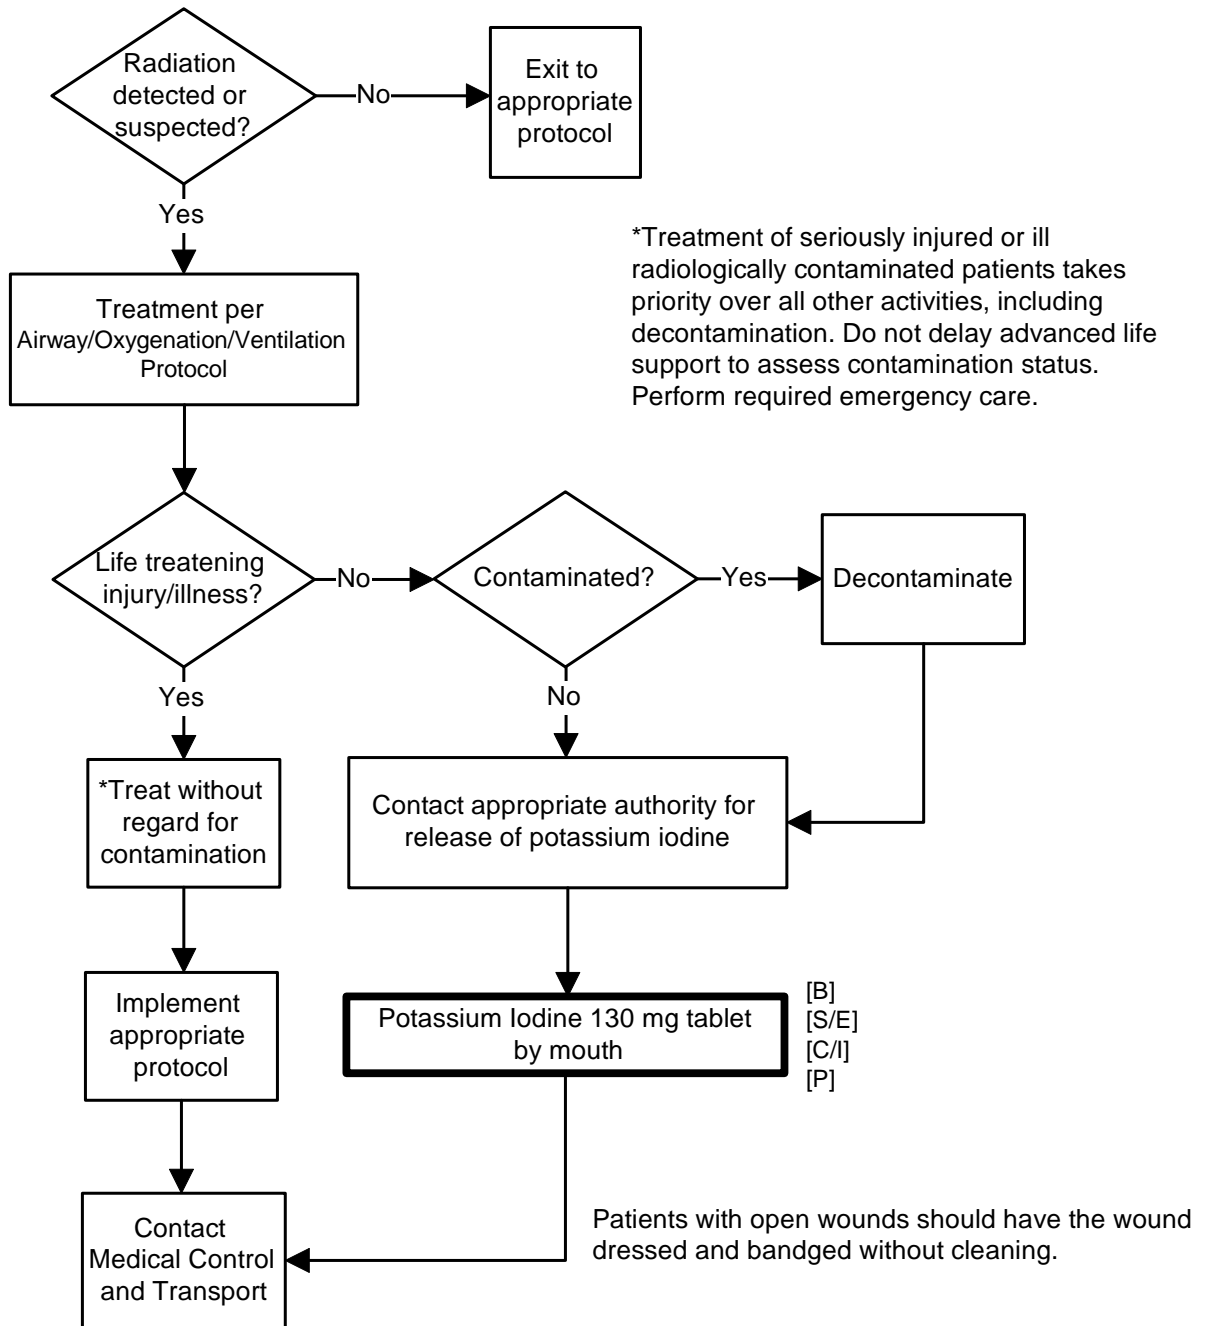 Radiation
detected or
suspected?
No
Exit to
appropriate
protocol
Yes
*Treatment of seriously injured or ill
radiologically contaminated patients takes
priority over all other activities, including
decontamination. Do not delay advanced life
support to assess contamination status.
Perform required emergency care.
Treatment per
Airway/Oxygenation/Ventilation
Protocol
Life treatening
injury/illness?
No
Contaminated?
Yes
Decontaminate
Yes
No
*Treat without
regard for
contamination
Contact appropriate authority for
release of potassium iodine
Implement
appropriate
protocol
Potassium Iodine 130 mg tablet
by mouth
[B]
[S/E]
[C/I]
[P]
Contact
Medical Control
and Transport
Patients with open wounds should have the wound
dressed and bandged without cleaning.